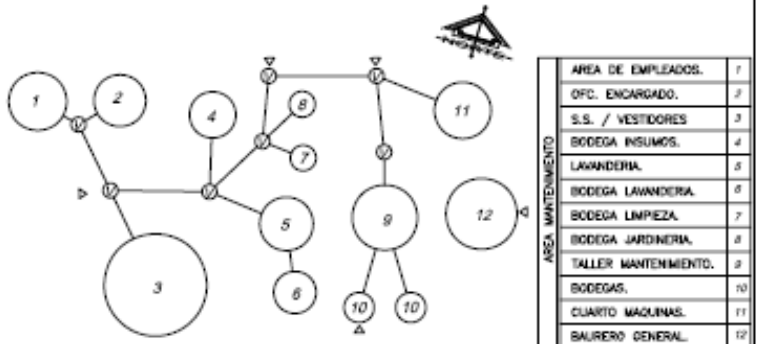 NORTE
1
2
3
4
5
6
7
8
9
10
10
11
12
V
V
V
V
V
V
V
V
AREA MANTENIMIENTO
AREA DE EMPLEADOS. 1
OFC. ENCARGADO. 2
S.S. / VESTIDORES 3
BODEGA INSUMOS. 4
LAVANDERIA. 5
BODEGA LAVANDERIA. 6
BODEGA LIMPIEZA. 7
BODEGA JARDINERIA. 8
TALLER MANTENIMIENTO. 9
BODEGAS. 10
CUARTO MAQUINAS. 11
BAURERO GENERAL. 12